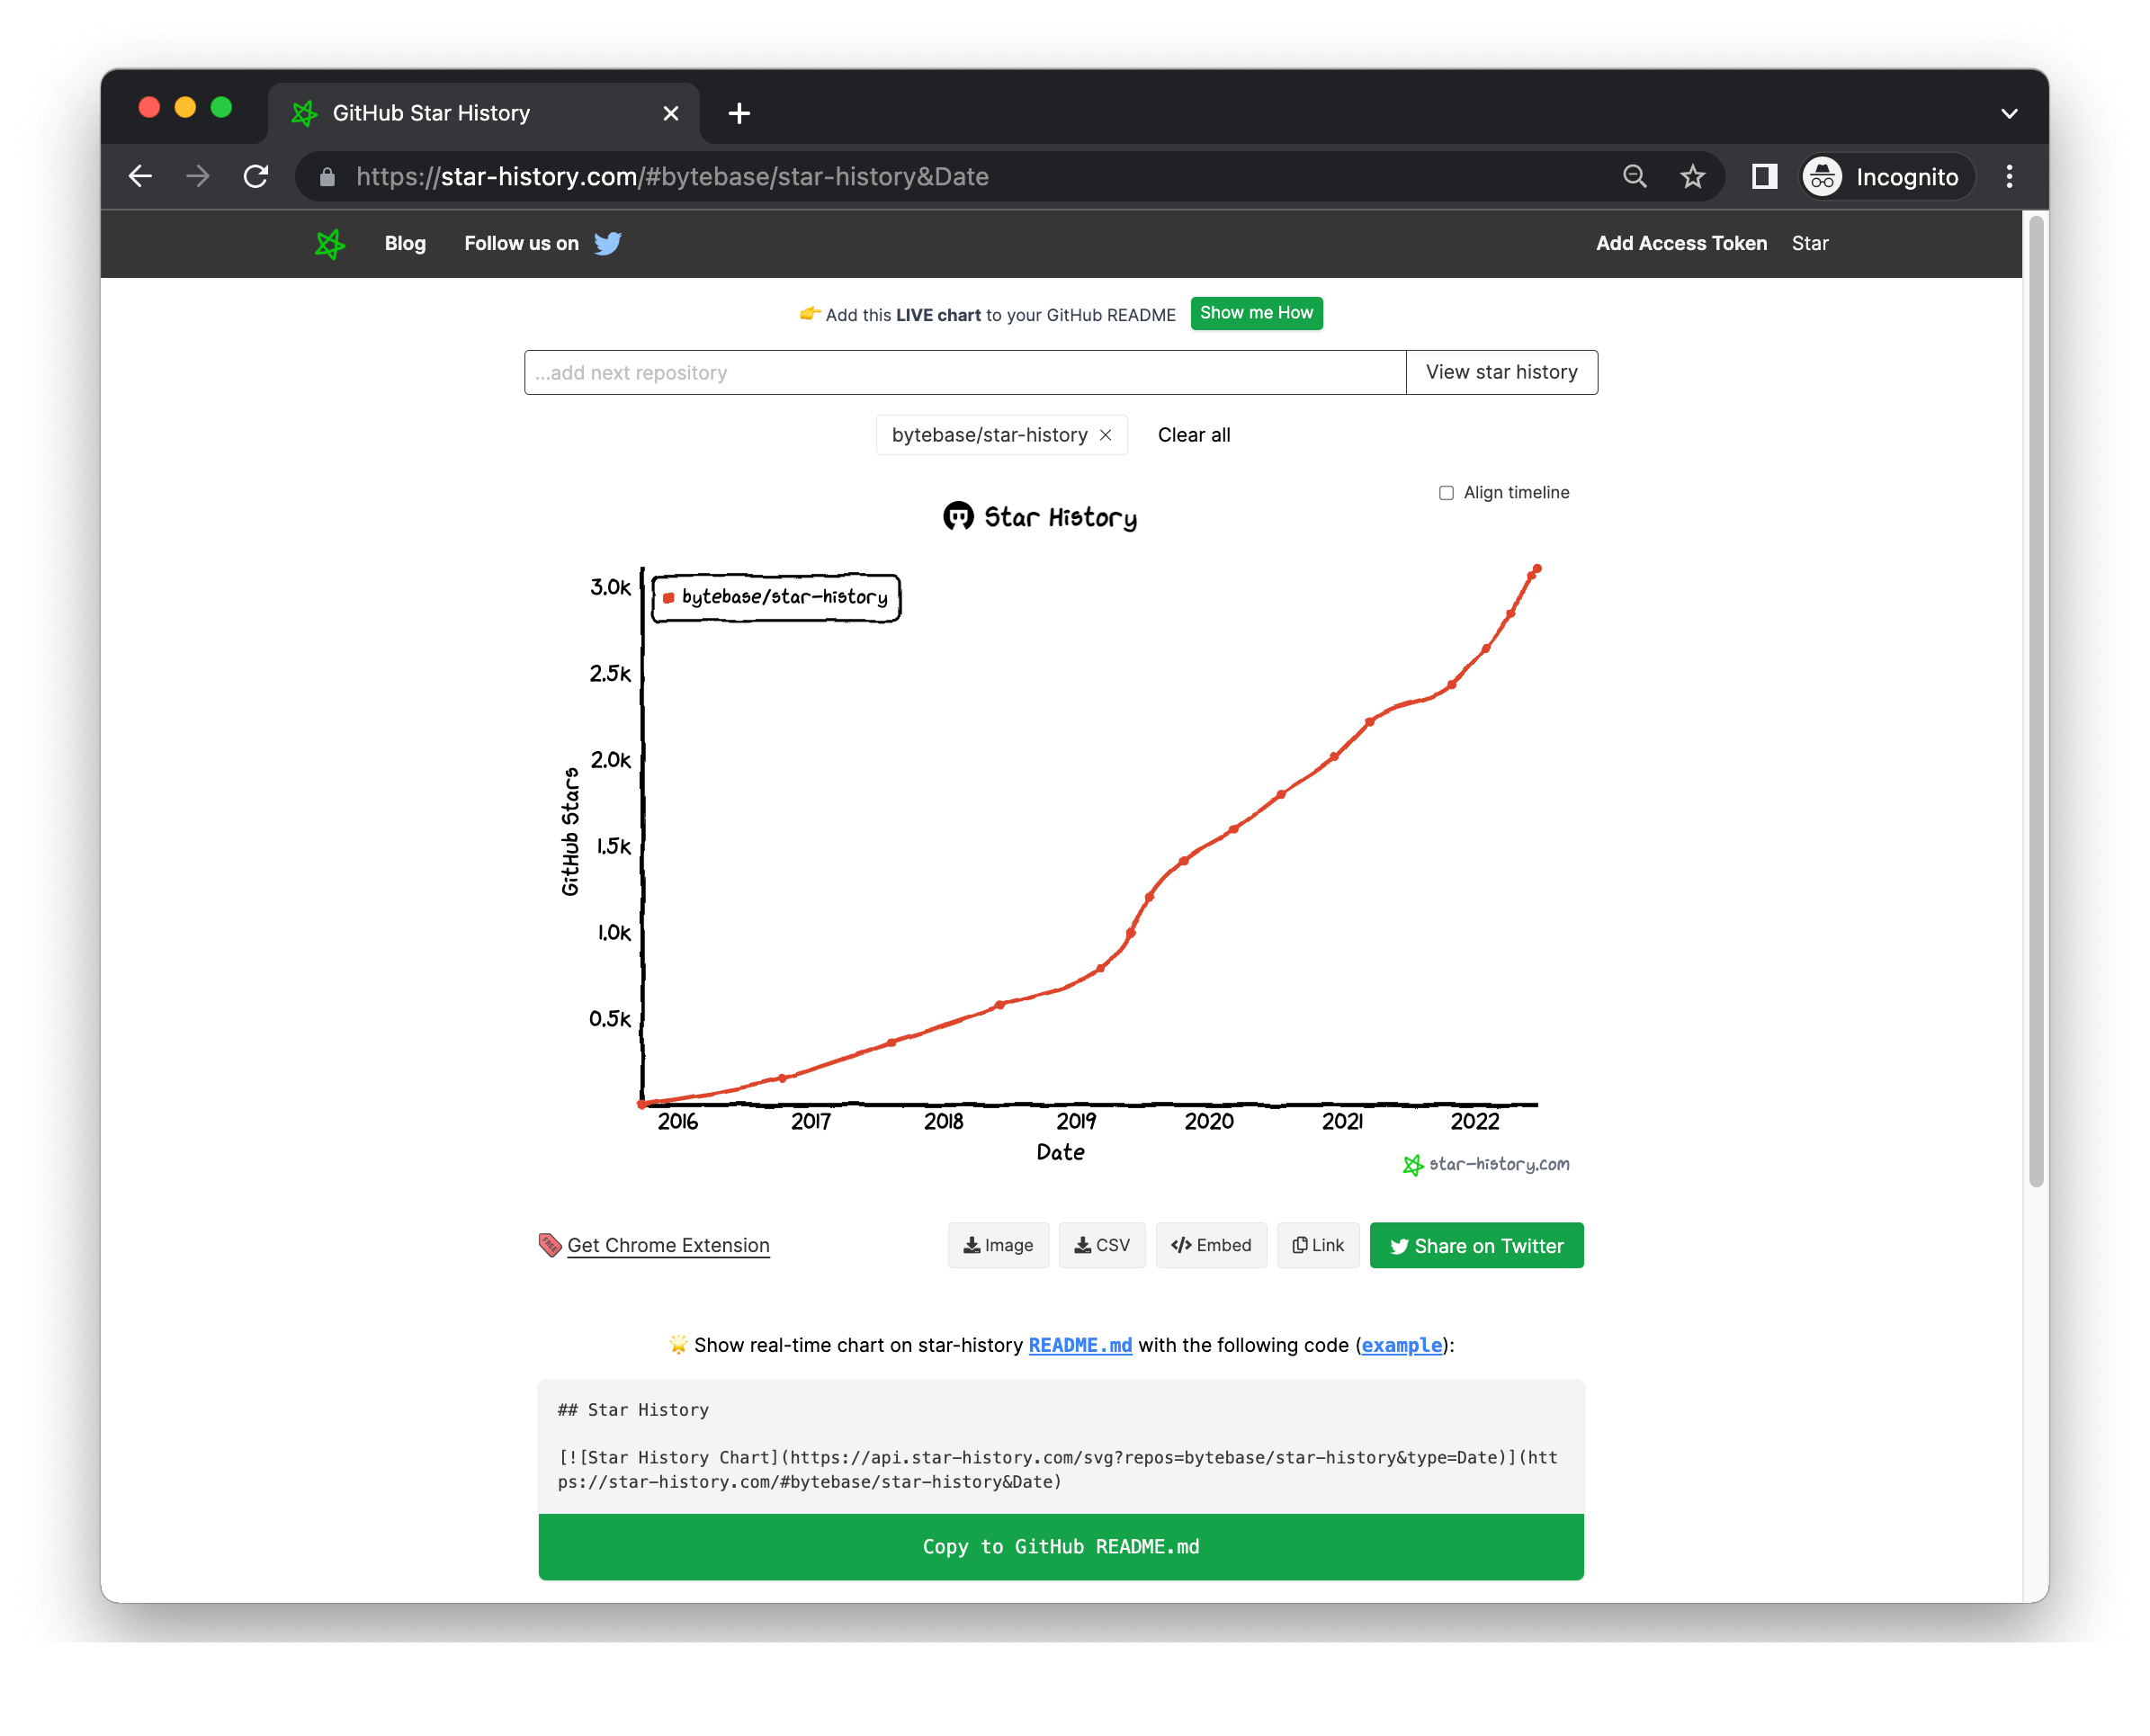 GitHub Star History
https://star-history.com/#bytebase/star-history&Date
Incognito
Blog
Follow us on
Add Access Token
Star
Add this LIVE chart to your GitHub README
Show me How
...add next repository
View star history
bytebase/star-history
Clear all
Align timeline
Star History
bytebase/star-history
3.0k
2.5k
2.0k
1.5k
1.0k
0.5k
GitHub Stars
2016 2017 2018 2019 2020 2021 2022
Date
star-history.com
FREE
Get Chrome Extension
Image
CSV
Embed
Link
Share on Twitter
Show real-time chart on star-history README.md with the following code (example):
## Star History
[![Star History Chart](https://api.star-history.com/svg?repos=bytebase/star-history&type=Date)](htt
ps://star-history.com/#bytebase/star-history&Date)
Copy to GitHub README.md